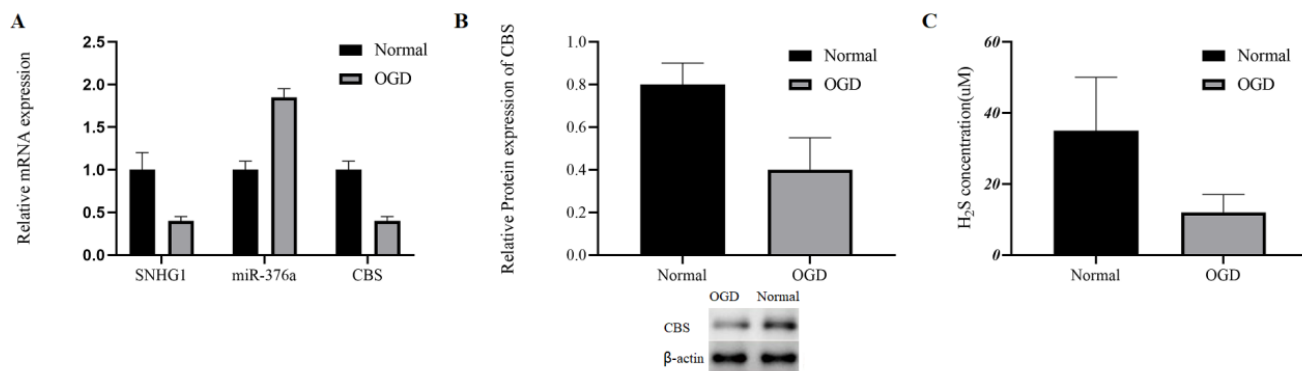 A
Relative mRNA expression
2.5
2.0
1.5
1.0
0.5
0.0
Normal
OGD
SNHG1 miR-376a CBS
B
Relative Protein expression of CBS
1.0
0.8
0.6
0.4
0.2
0.0
Normal
OGD
Normal OGD
OGD Normal
CBS
β-actin
C
H₂S concentration(uM)
60
40
20
0
Normal
OGD
Normal OGD